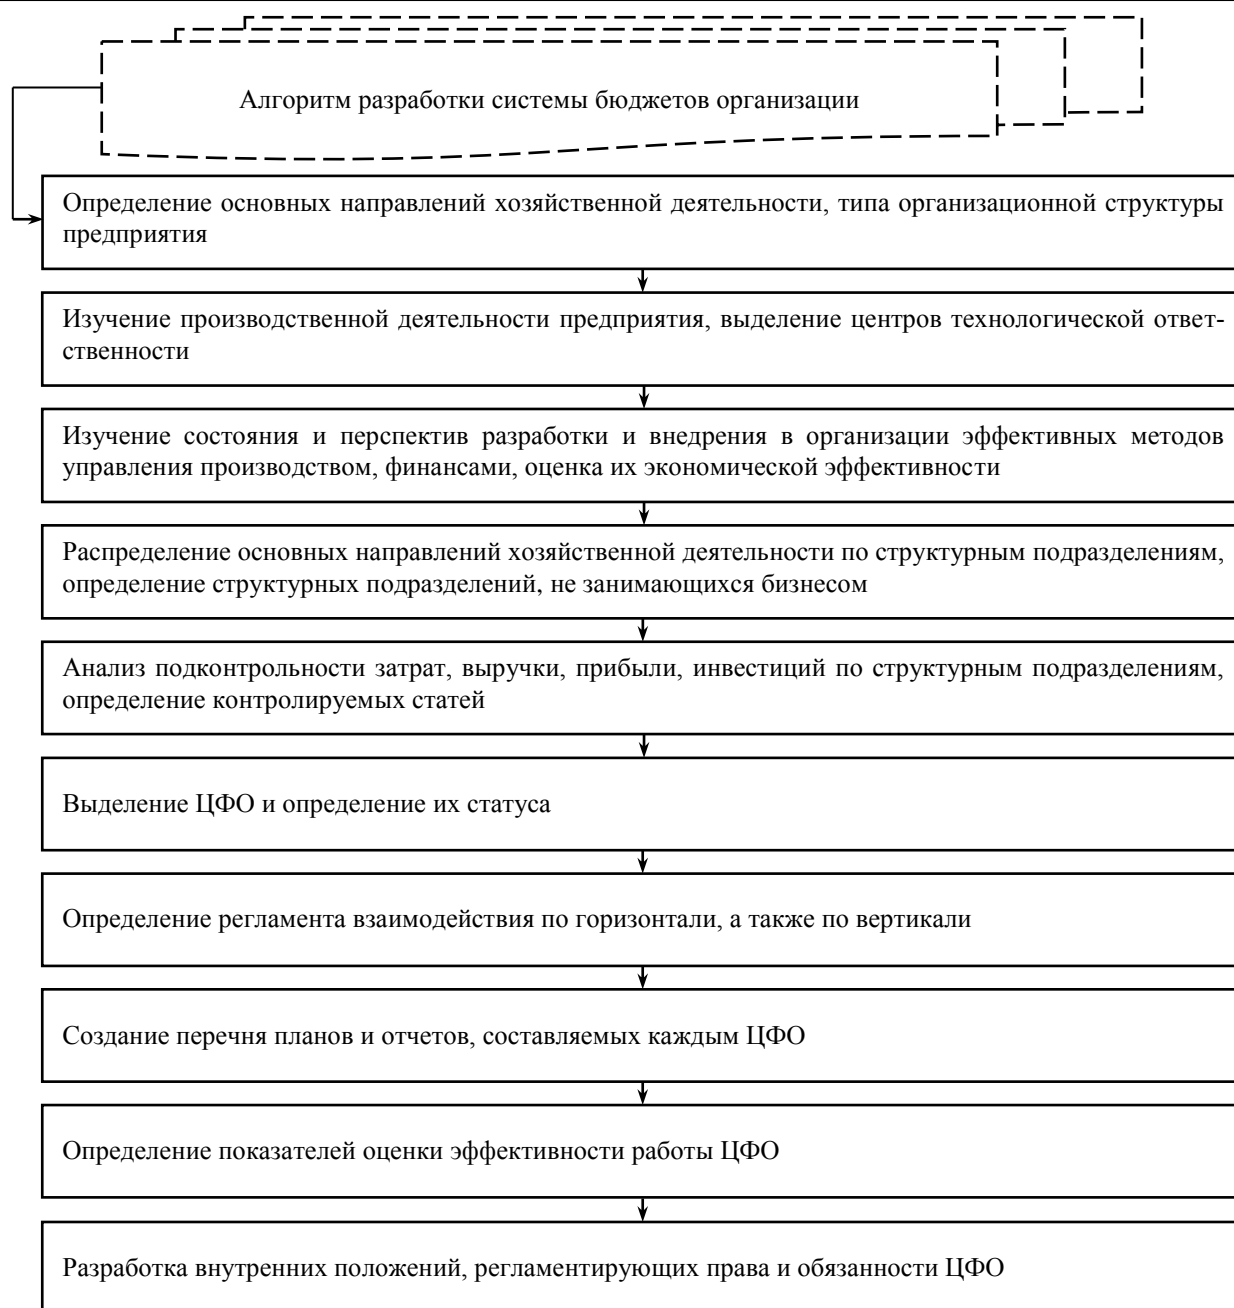 Алгоритм разработки системы бюджетов организации
Определение основных направлений хозяйственной деятельности, типа организационной структуры
предприятия
Изучение производственной деятельности предприятия, выделение центров технологической ответ-
ственности
Изучение состояния и перспектив разработки и внедрения в организации эффективных методов
управления производством, финансами, оценка их экономической эффективности
Распределение основных направлений хозяйственной деятельности по структурным подразделениям,
определение структурных подразделений, не занимающихся бизнесом
Анализ подконтрольности затрат, выручки, прибыли, инвестиций по структурным подразделениям,
определение контролируемых статей
Выделение ЦФО и определение их статуса
Определение регламента взаимодействия по горизонтали, а также по вертикали
Создание перечня планов и отчетов, составляемых каждым ЦФО
Определение показателей оценки эффективности работы ЦФО
Разработка внутренних положений, регламентирующих права и обязанности ЦФО